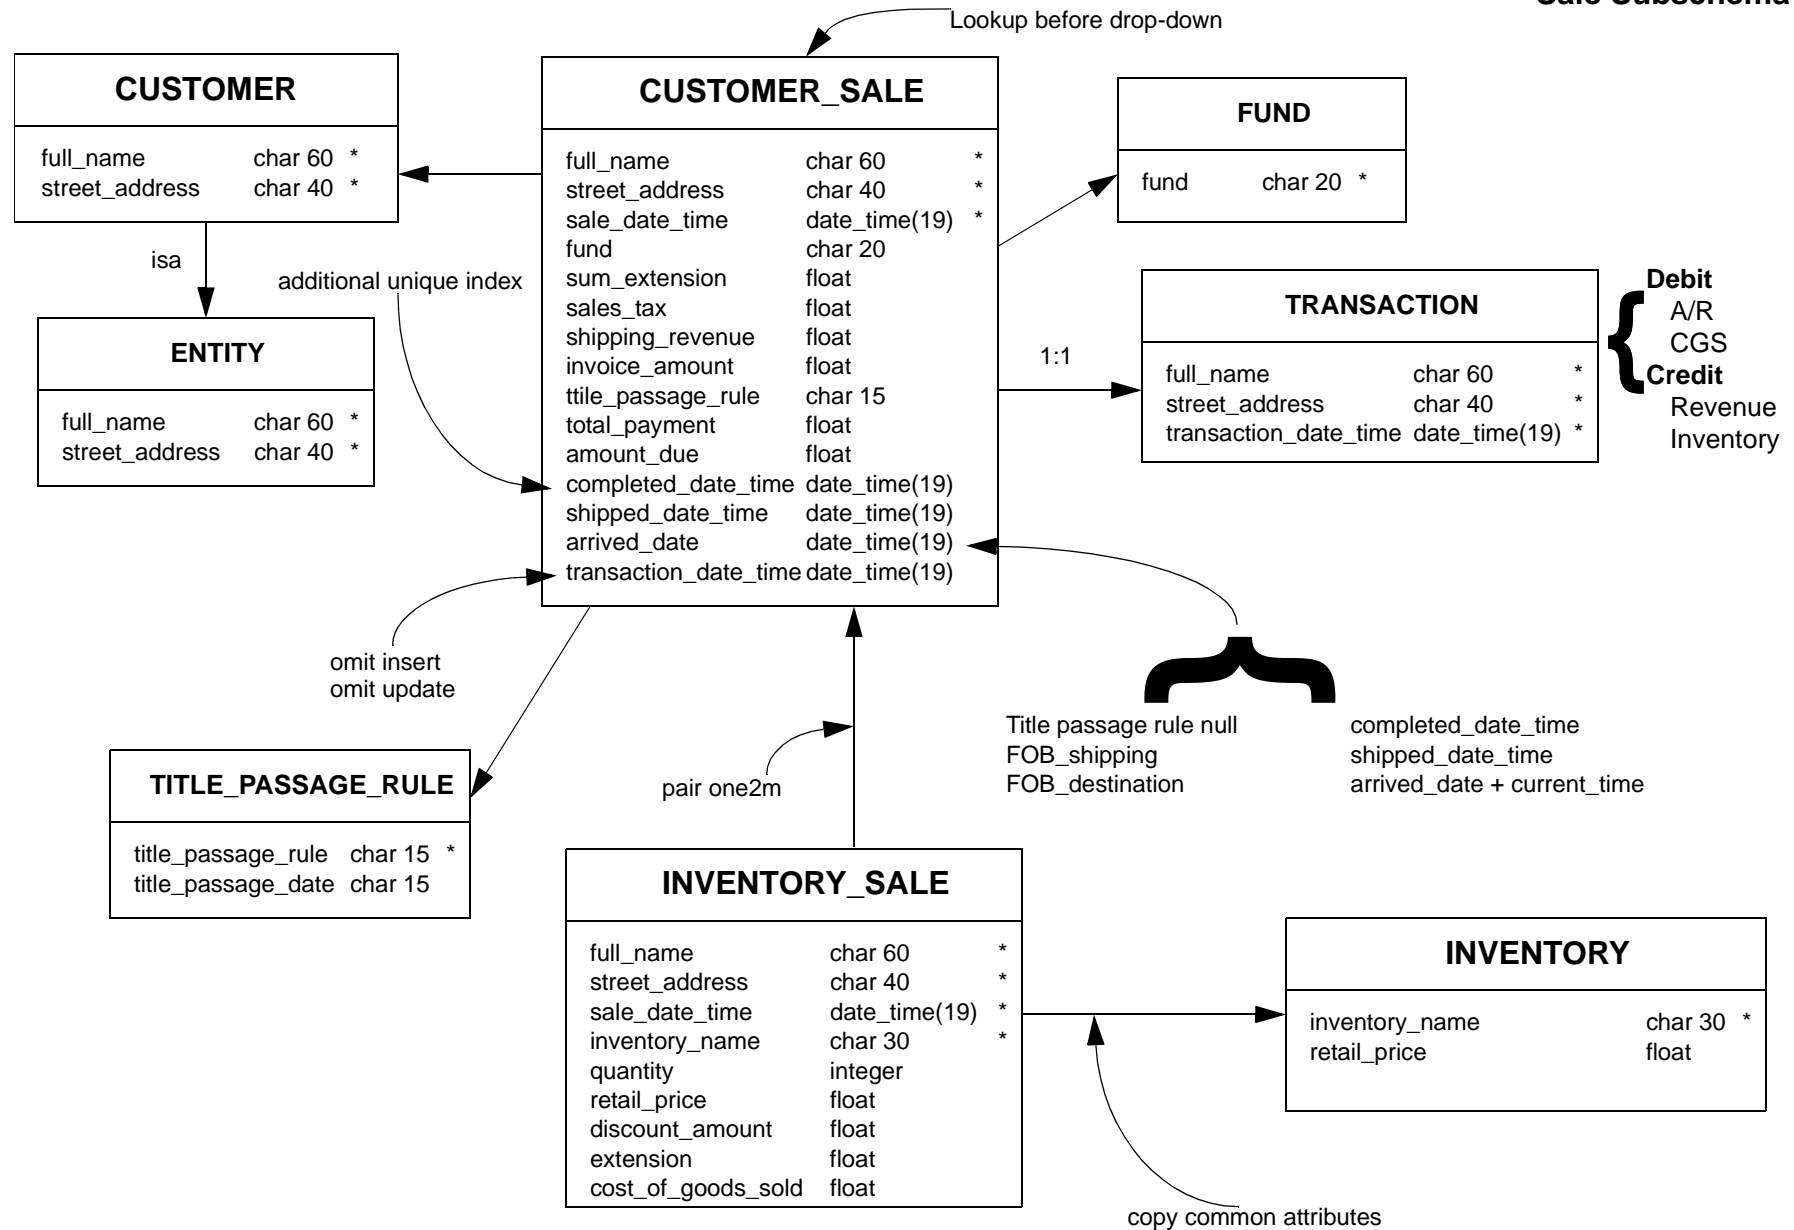 Sale Subschema
Lookup before drop-down
CUSTOMER
full_name char 60 *
street_address char 40 *
isa
ENTITY
full_name char 60 *
street_address char 40 *
additional unique index
CUSTOMER_SALE
full_name char 60 *
street_address char 40 *
sale_date_time date_time(19) *
fund char 20
sum_extension float
sales_tax float
shipping_revenue float
invoice_amount float
ttile_passage_rule char 15
total_payment float
amount_due float
completed_date_time date_time(19)
shipped_date_time date_time(19)
arrived_date date_time(19)
transaction_date_time date_time(19)
FUND
fund char 20 *
1:1
TRANSACTION
full_name char 60 *
street_address char 40 *
transaction_date_time date_time(19) *
{
Debit
A/R
CGS
Credit
Revenue
Inventory
omit insert
omit update
TITLE_PASSAGE_RULE
title_passage_rule char 15 *
title_passage_date char 15
pair one2m
Title passage rule null completed_date_time
FOB_shipping shipped_date_time
FOB_destination arrived_date + current_time
INVENTORY_SALE
full_name char 60 *
street_address char 40 *
sale_date_time date_time(19) *
inventory_name char 30 *
quantity integer
retail_price float
discount_amount float
extension float
cost_of_goods_sold float
INVENTORY
inventory_name char 30 *
retail_price float
copy common attributes